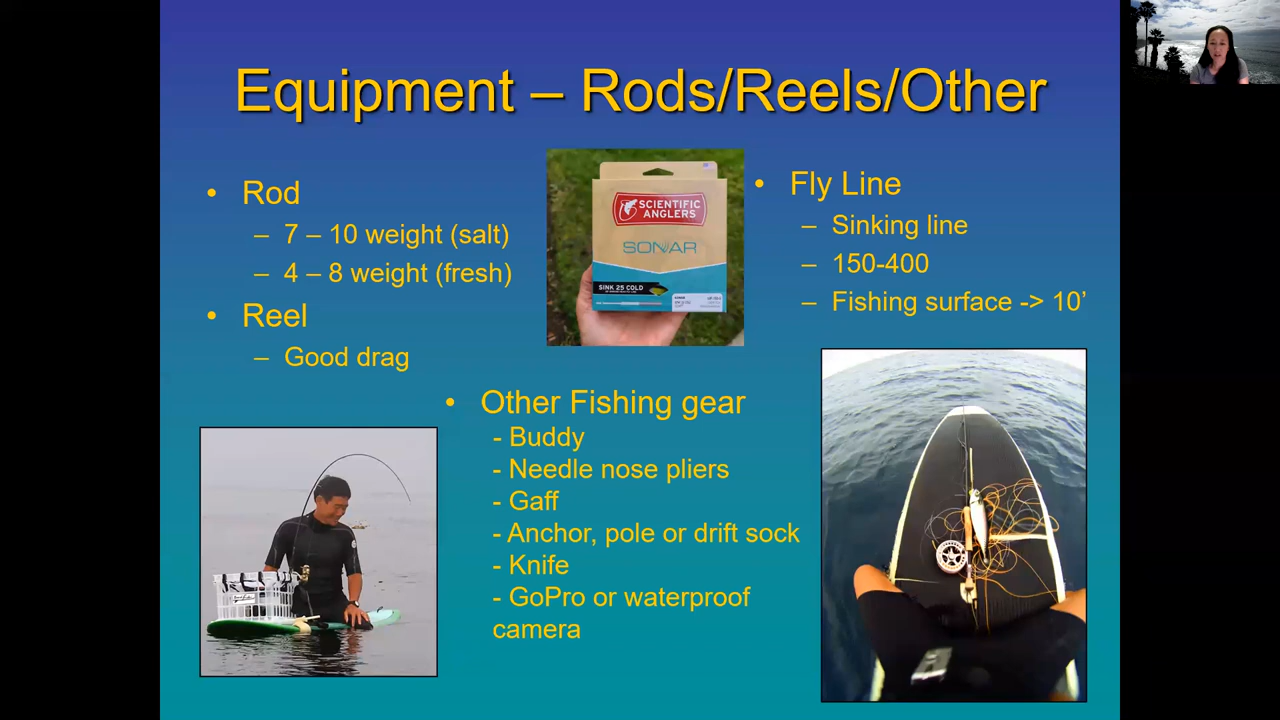 Equipment – Rods/Reels/Other
• Rod
– 7 – 10 weight (salt)
– 4 – 8 weight (fresh)
• Reel
– Good drag
SCIENTIFIC
ANGLERS
SONAR
SINK 25 COLD
• Fly Line
– Sinking line
– 150-400
– Fishing surface -> 10’
• Other Fishing gear
- Buddy
- Needle nose pliers
- Gaff
- Anchor, pole or drift sock
- Knife
- GoPro or waterproof
camera